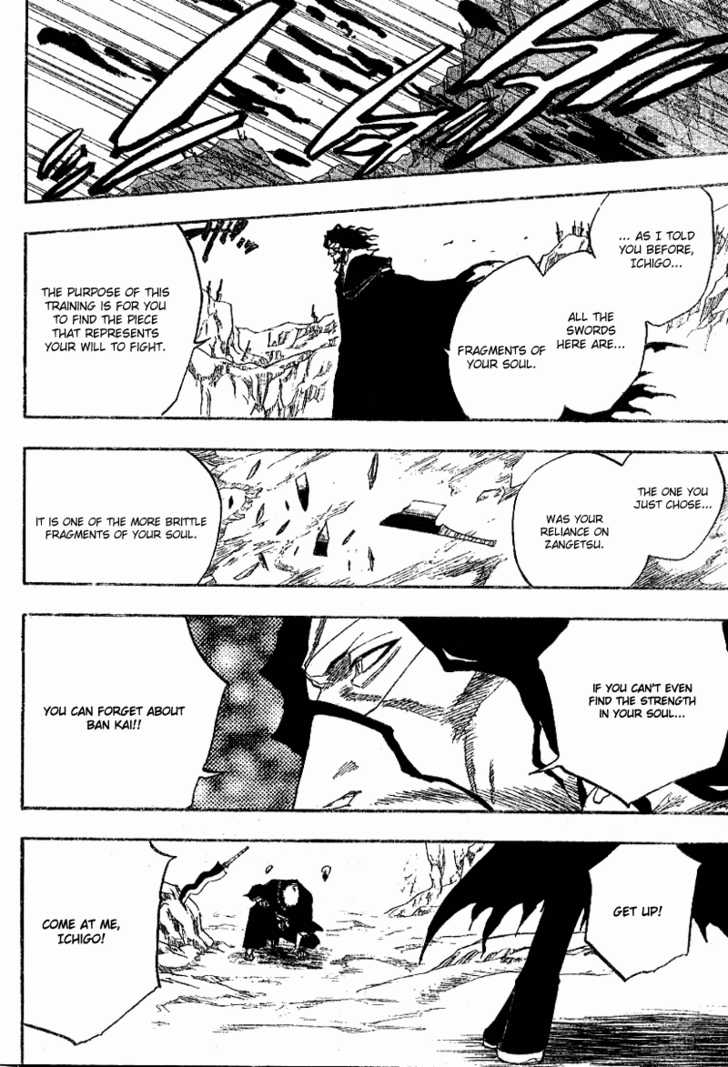 ... AS I TOLD
YOU BEFORE,
ICHIGO...
ALL THE
SWORDS
HERE ARE...
FRAGMENTS OF
YOUR SOUL.
THE PURPOSE OF THIS
TRAINING IS FOR YOU
TO FIND THE PIECE
THAT REPRESENTS
YOUR WILL TO FIGHT.
THE ONE YOU
JUST CHOSE...
WAS YOUR
RELIANCE ON
ZANGETSU.
IT IS ONE OF THE MORE BRITTLE
FRAGMENTS OF YOUR SOUL.
IF YOU CAN'T EVEN
FIND THE STRENGTH
IN YOUR SOUL...
YOU CAN FORGET ABOUT
BAN KAI!!
GET UP!
COME AT ME,
ICHIGO!